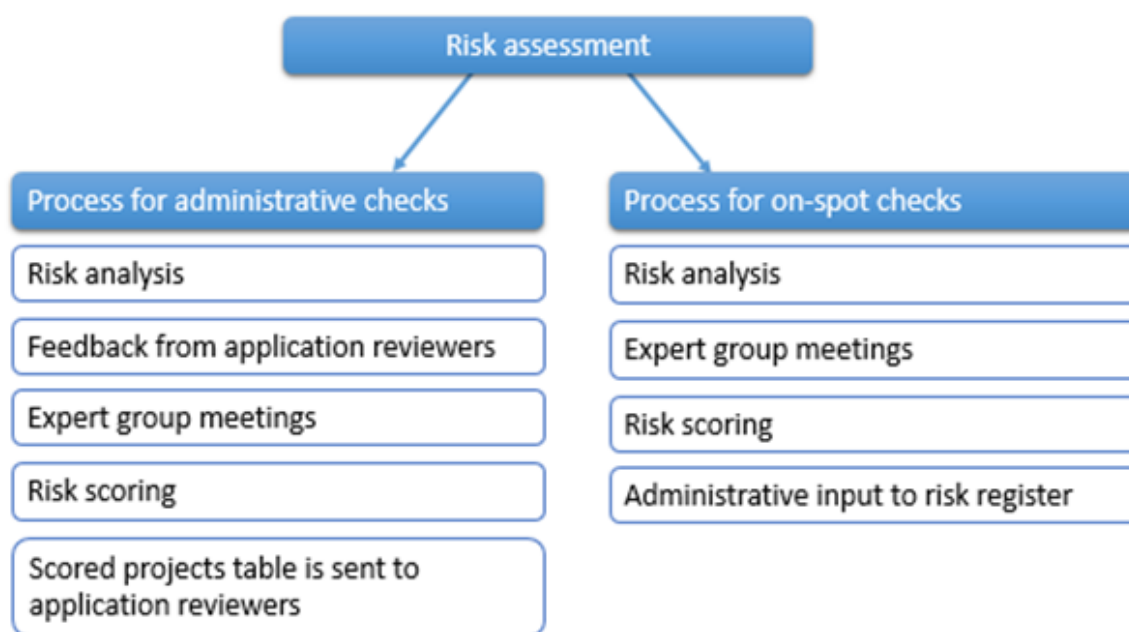 Risk assessment
Process for administrative checks
Risk analysis
Feedback from application reviewers
Expert group meetings
Risk scoring
Scored projects table is sent to
application reviewers
Process for on-spot checks
Risk analysis
Expert group meetings
Risk scoring
Administrative input to risk register